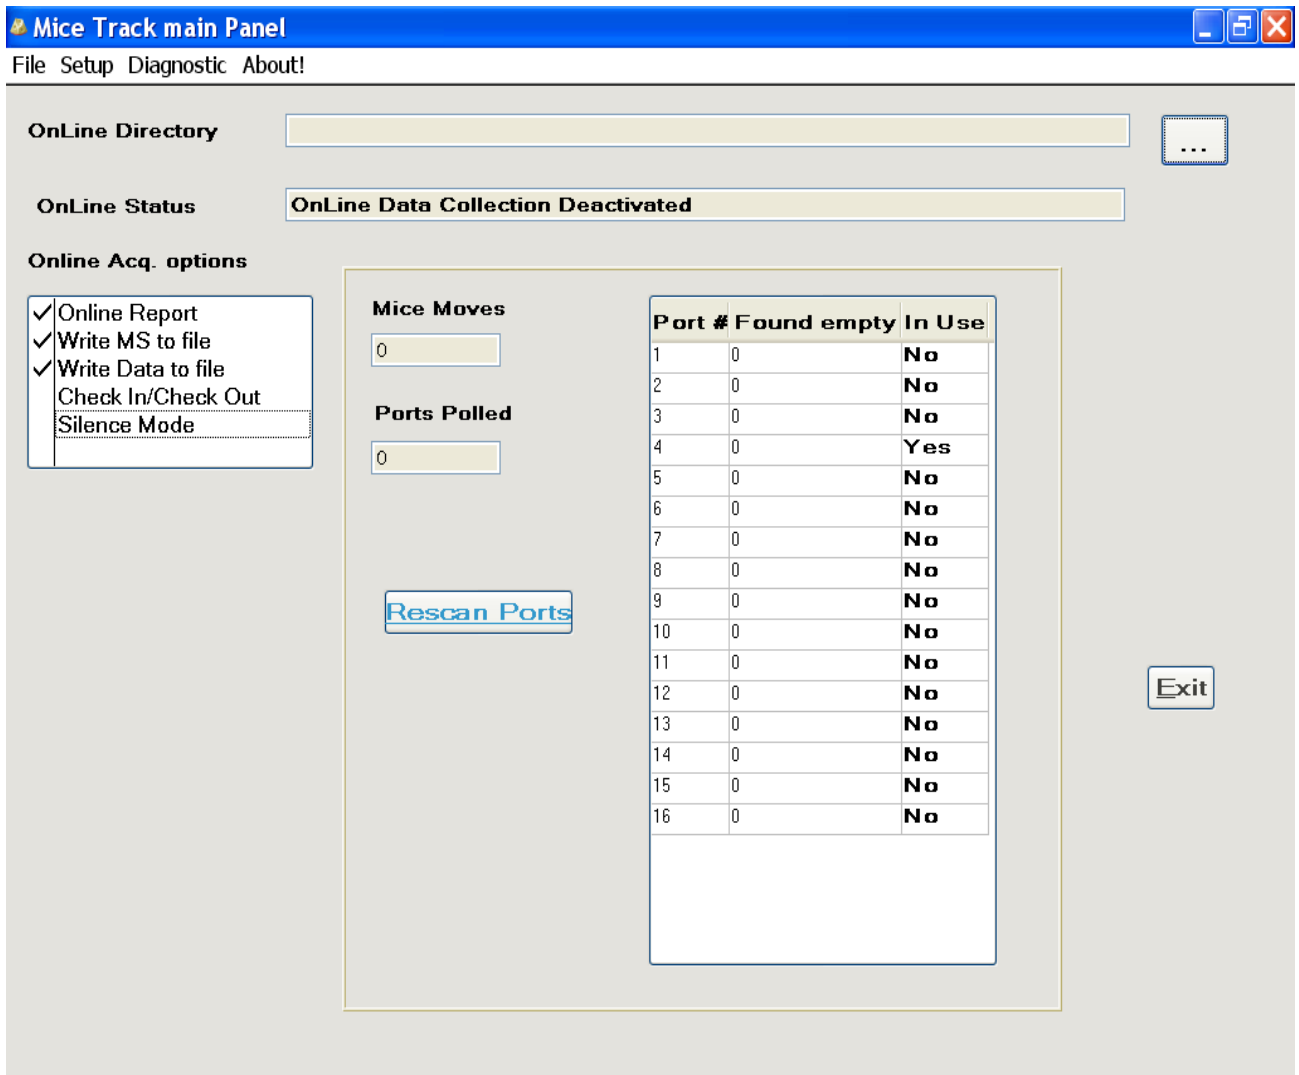 Mice Track main Panel
File Setup Diagnostic About!
OnLine Directory
...
OnLine Status
OnLine Data Collection Deactivated
Online Acq. options
Online Report
Write MS to file
Write Data to file
Check In/Check Out
Silence Mode
Mice Moves
0
Ports Polled
0
Rescan Ports
Port # Found empty In Use
1 0 No
2 0 No
3 0 No
4 0 Yes
5 0 No
6 0 No
7 0 No
8 0 No
9 0 No
10 0 No
11 0 No
12 0 No
13 0 No
14 0 No
15 0 No
16 0 No
Exit